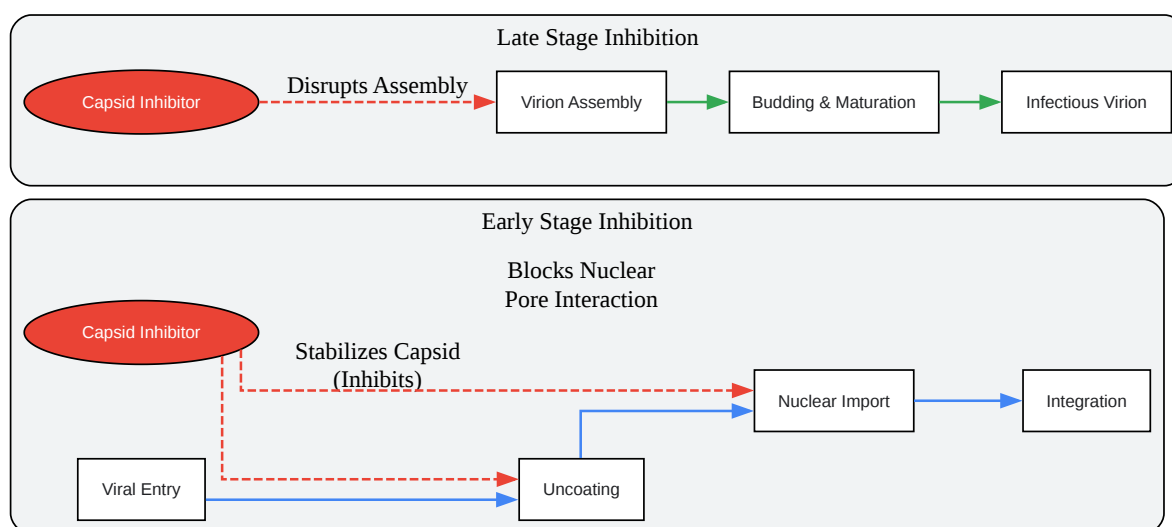 Late Stage Inhibition
Disrupts Assembly
Capsid Inhibitor
Virion Assembly
Budding & Maturation
Infectious Virion
Early Stage Inhibition
Blocks Nuclear
Pore Interaction
Capsid Inhibitor
Stabilizes Capsid
(Inhibits)
Nuclear Import
Integration
Viral Entry
Uncoating